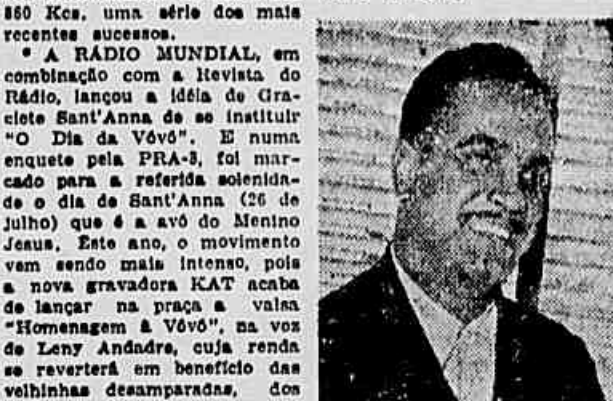 860 Kcs, uma série dos mais
recentes sucessos.
* A RÁDIO MUNDIAL, em
combinação com a Revista do
Rádio, lançou a idéia de Gra-
ciete Sant'Anna de se instituir
"O Dia da Vóvó". E numa
enquete pela PRA-3, foi mar-
cado para a referida solenida-
de o dia de Sant'Anna (26 de
julho) que é a avó do Menino
Jesus. Êste ano, o movimento
vem sendo mais intenso, pois
a nova gravadora KAT acaba
de lançar na praça a valsa
"Homenagem à Vóvó", na voz
de Leny Andadre, cuja renda
se reverterá em benefício das
velhinhas desamparadas, dos